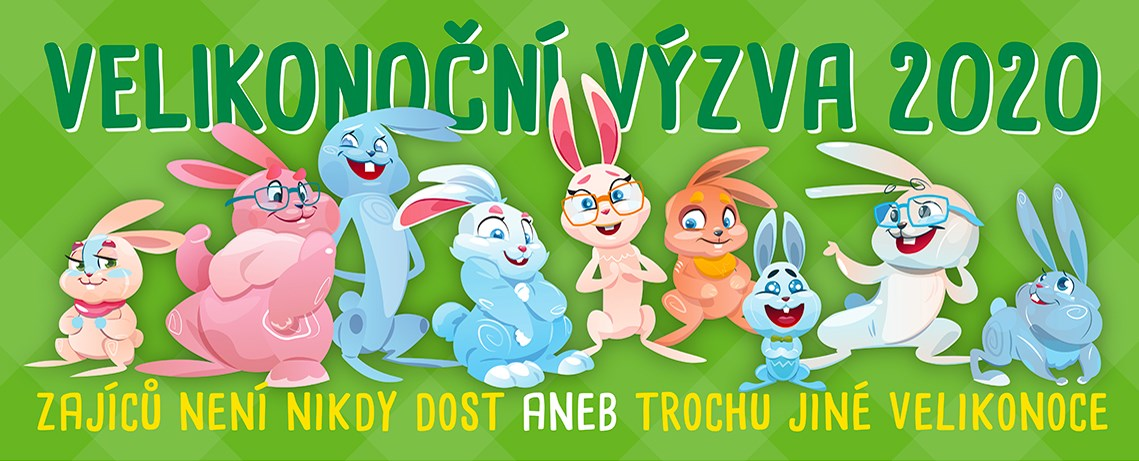 VELIKONOČNÍ VÝZVA 2020
ZAJÍCŮ NENÍ NIKDY DOST ANEB TROCHU JINÉ VELIKONOCE